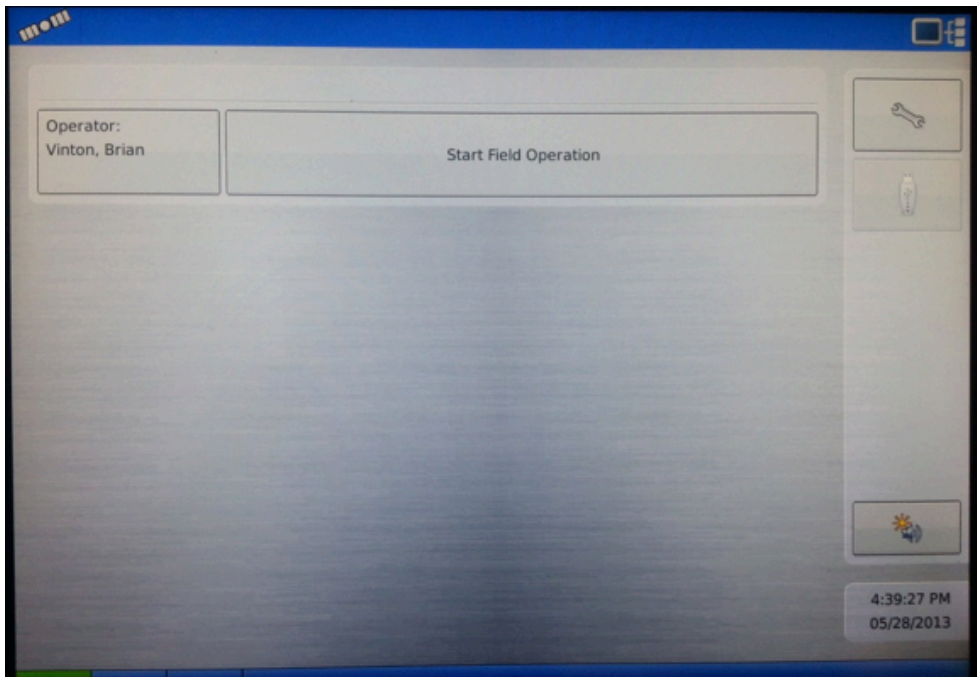 Operator:
Vinton, Brian
Start Field Operation
4:39:27 PM
05/28/2013